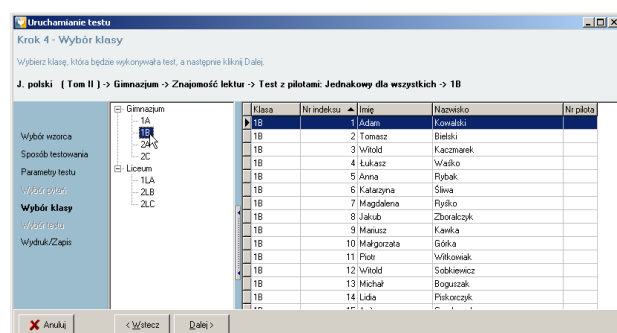 Uruchamianie testu
Krok 4 - Wybór klasy
Wybierz klasę, która będzie wykonywała test, a następnie kliknij Dalej.
J. polski ( Tom II ) -> Gimnazjum -> Znajomość lektur -> Test z pilotami: Jednakowy dla wszystkich -> 1B
Wybór wzorca
Sposób testowania
Parametry testu
Wybór pytań
Wybór klasy
Wybór testu
Wydruk/Zapis
Gimnazjum
1A
1B
2A
2C
Liceum
1LA
2LB
2LC
Klasa Nr indeksu Imię Nazwisko Nr pilota
1B 1 Adam Kowalski
1B 2 Tomasz Bielski
1B 3 Witold Kaczmarek
1B 4 Łukasz Waśko
1B 5 Anna Rybak
1B 6 Katarzyna Śliwa
1B 7 Magdalena Ryśko
1B 8 Jakub Zboralczyk
1B 9 Mariusz Kawka
1B 10 Małgorzata Górka
1B 11 Piotr Witkowiak
1B 12 Witold Sobkiewicz
1B 13 Michał Boguszak
1B 14 Lidia Piskorczyk
Anuluj < Wstecz Dalej >